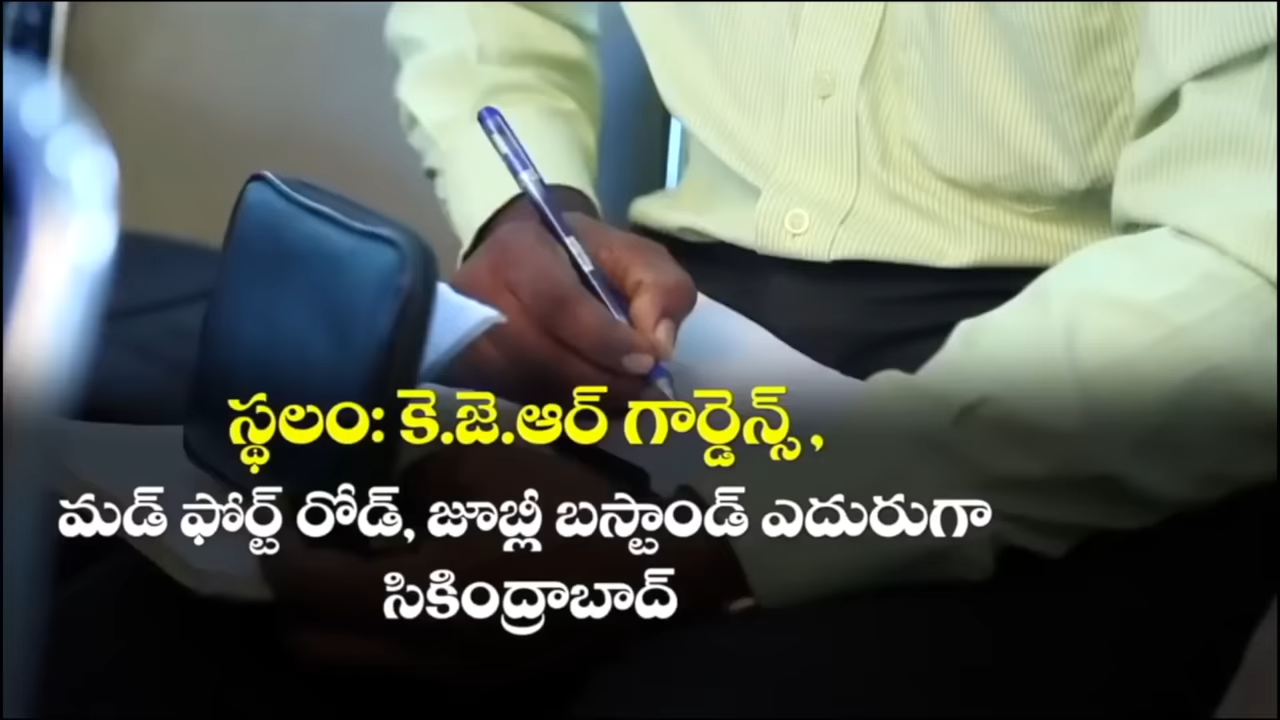 స్థలం: కె.జె.ఆర్ గార్డెన్స్,
మడ్ ఫోర్ట్ రోడ్, జూబ్లీ బస్టాండ్ ఎదురుగా
సికింద్రాబాద్